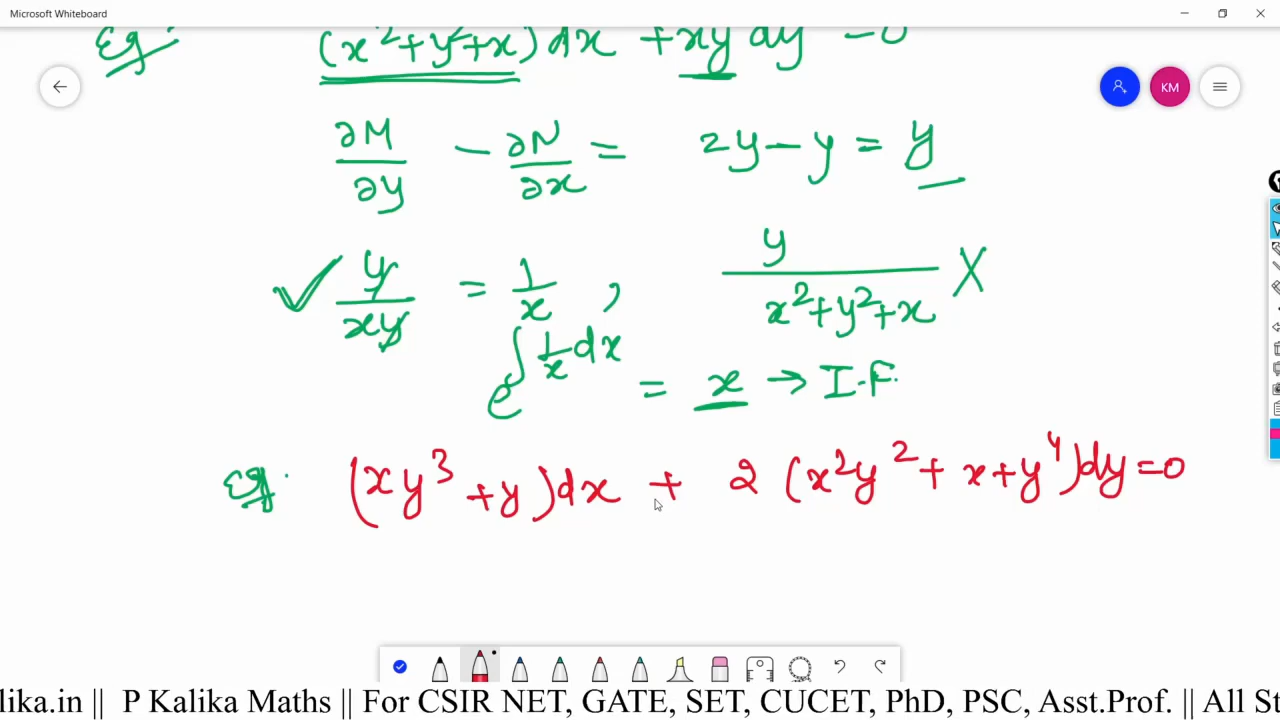 Microsoft Whiteboard
Eg: (x²+y²+x)dx + xy dy = 0
KM
∂M/∂y - ∂N/∂x = 2y - y = y
✓ y/xy = 1/x , y/(x²+y²+x) X
e^∫1/x dx = x → I.F.
Eg: (xy³+y)dx + 2(x²y²+x+y⁴)dy=0
lika.in || P Kalika Maths || For CSIR NET, GATE, SET, CUCET, PhD, PSC, Asst.Prof. || All St